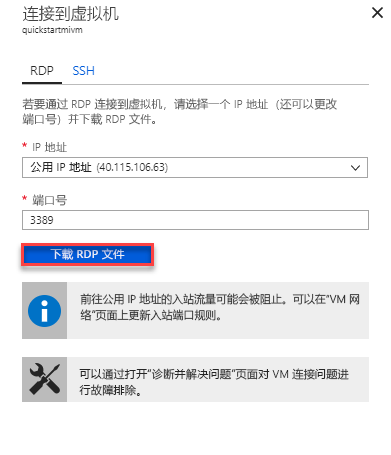 连接到虚拟机
quickstartmivm
RDP SSH
若要通过 RDP 连接到虚拟机，请选择一个 IP 地址（还可以更改
端口号）并下载 RDP 文件。
* IP 地址
公用 IP 地址 (40.115.106.63)
* 端口号
3389
下载 RDP 文件
前往公用 IP 地址的入站流量可能会被阻止。可以在“VM 网
络”页面上更新入站端口规则。
可以通过打开“诊断并解决问题”页面对 VM 连接问题进
行故障排除。